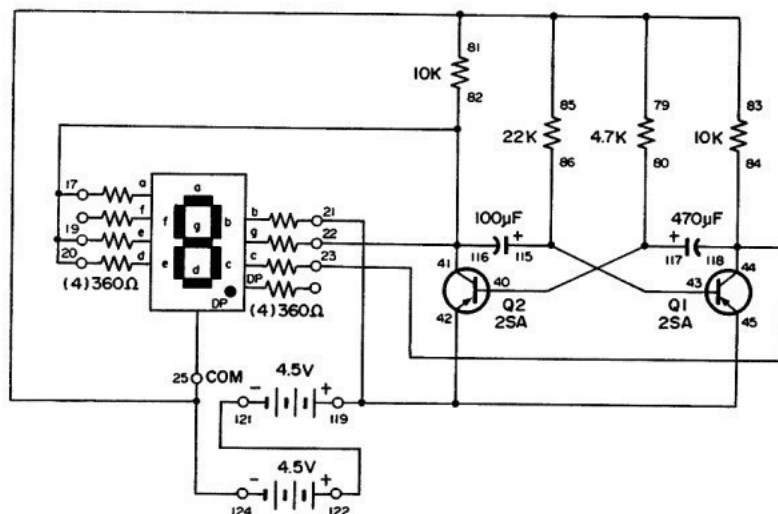 81
10K
82
85
22K
86
79
4.7K
80
83
10K
84
17
a
f
19
e
20
d
(4)360Ω
a
f
b
g
e
c
d
DP
b
21
g
22
c
23
DP
(4)360Ω
100µF
+
116
115
470µF
+
117
118
41
40
42
Q2
2SA
44
43
45
Q1
2SA
25
COM
4.5V
-
+
121
119
4.5V
-
+
124
122